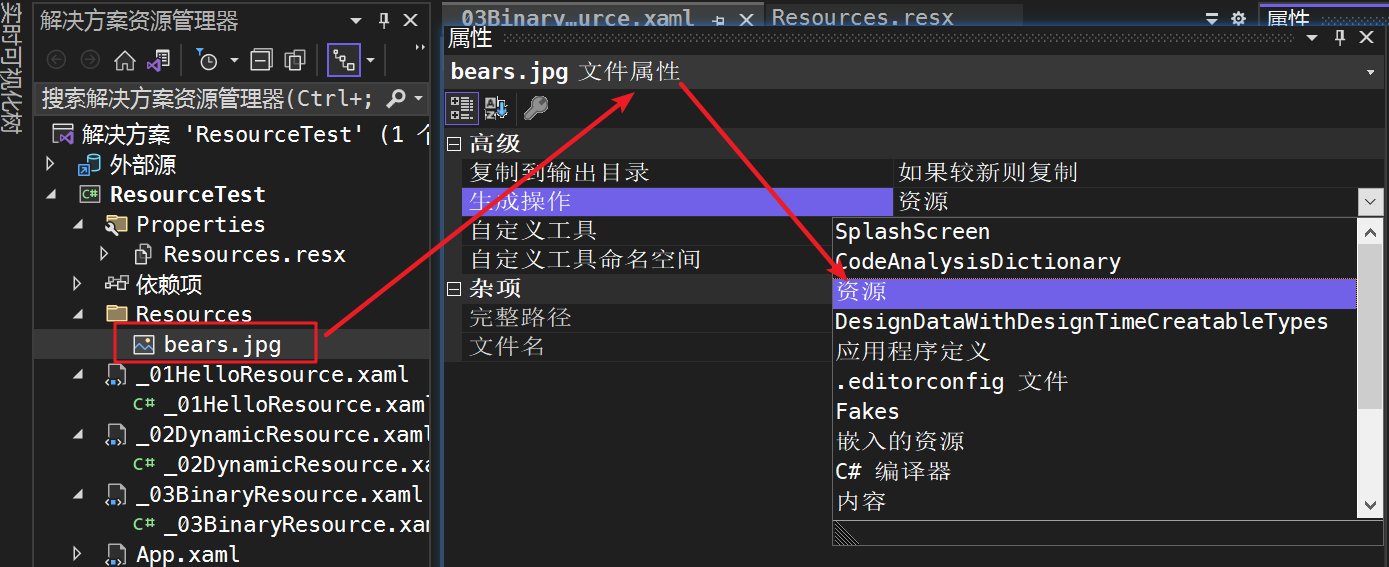 实时可视化树
解决方案资源管理器
搜索解决方案资源管理器(Ctrl+;
解决方案 'ResourceTest' (1 个
外部源
ResourceTest
Properties
Resources.resx
依赖项
Resources
bears.jpg
_01HelloResource.xaml
C# _01HelloResource.xaml
_02DynamicResource.xaml
C# _02DynamicResource.xa
_03BinaryResource.xaml
C# _03BinaryResource.xam
App.xaml
_03Binary…urce.xaml
Resources.resx
属性
属性
bears.jpg 文件属性
高级
复制到输出目录 如果较新则复制
生成操作 资源
自定义工具
自定义工具命名空间
杂项
完整路径
文件名
SplashScreen
CodeAnalysisDictionary
资源
DesignDataWithDesignTimeCreatableTypes
应用程序定义
.editorconfig 文件
Fakes
嵌入的资源
C# 编译器
内容